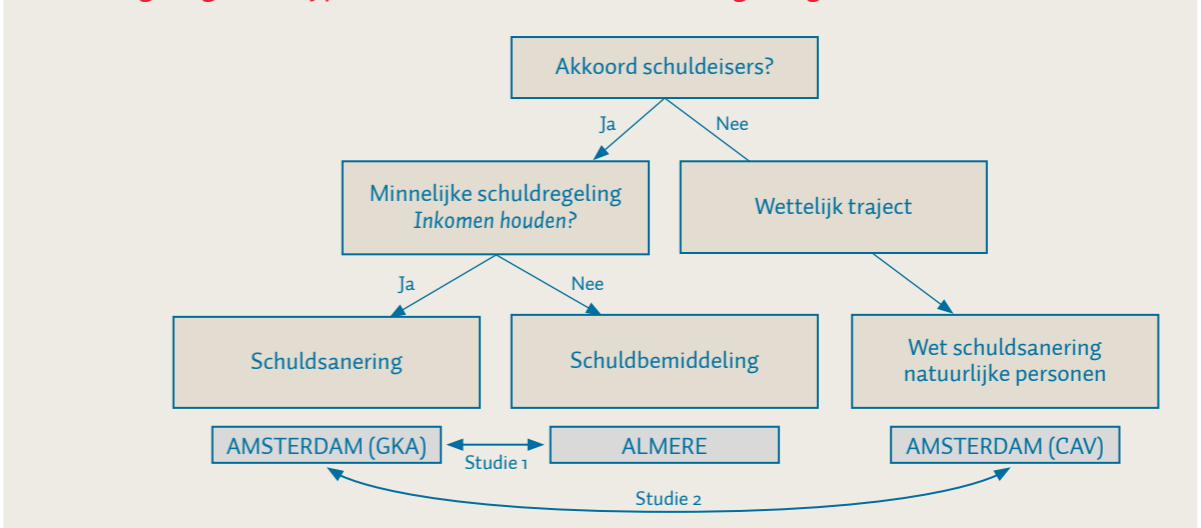 Akkoord schuldeisers?
Ja
Nee
Minnelijke schuldregeling
Inkomen houden?
Wettelijk traject
Ja
Nee
Schuldsanering
Schuldbemiddeling
Wet schuldsanering
natuurlijke personen
AMSTERDAM (GKA)
ALMERE
AMSTERDAM (CAV)
Studie 1
Studie 2